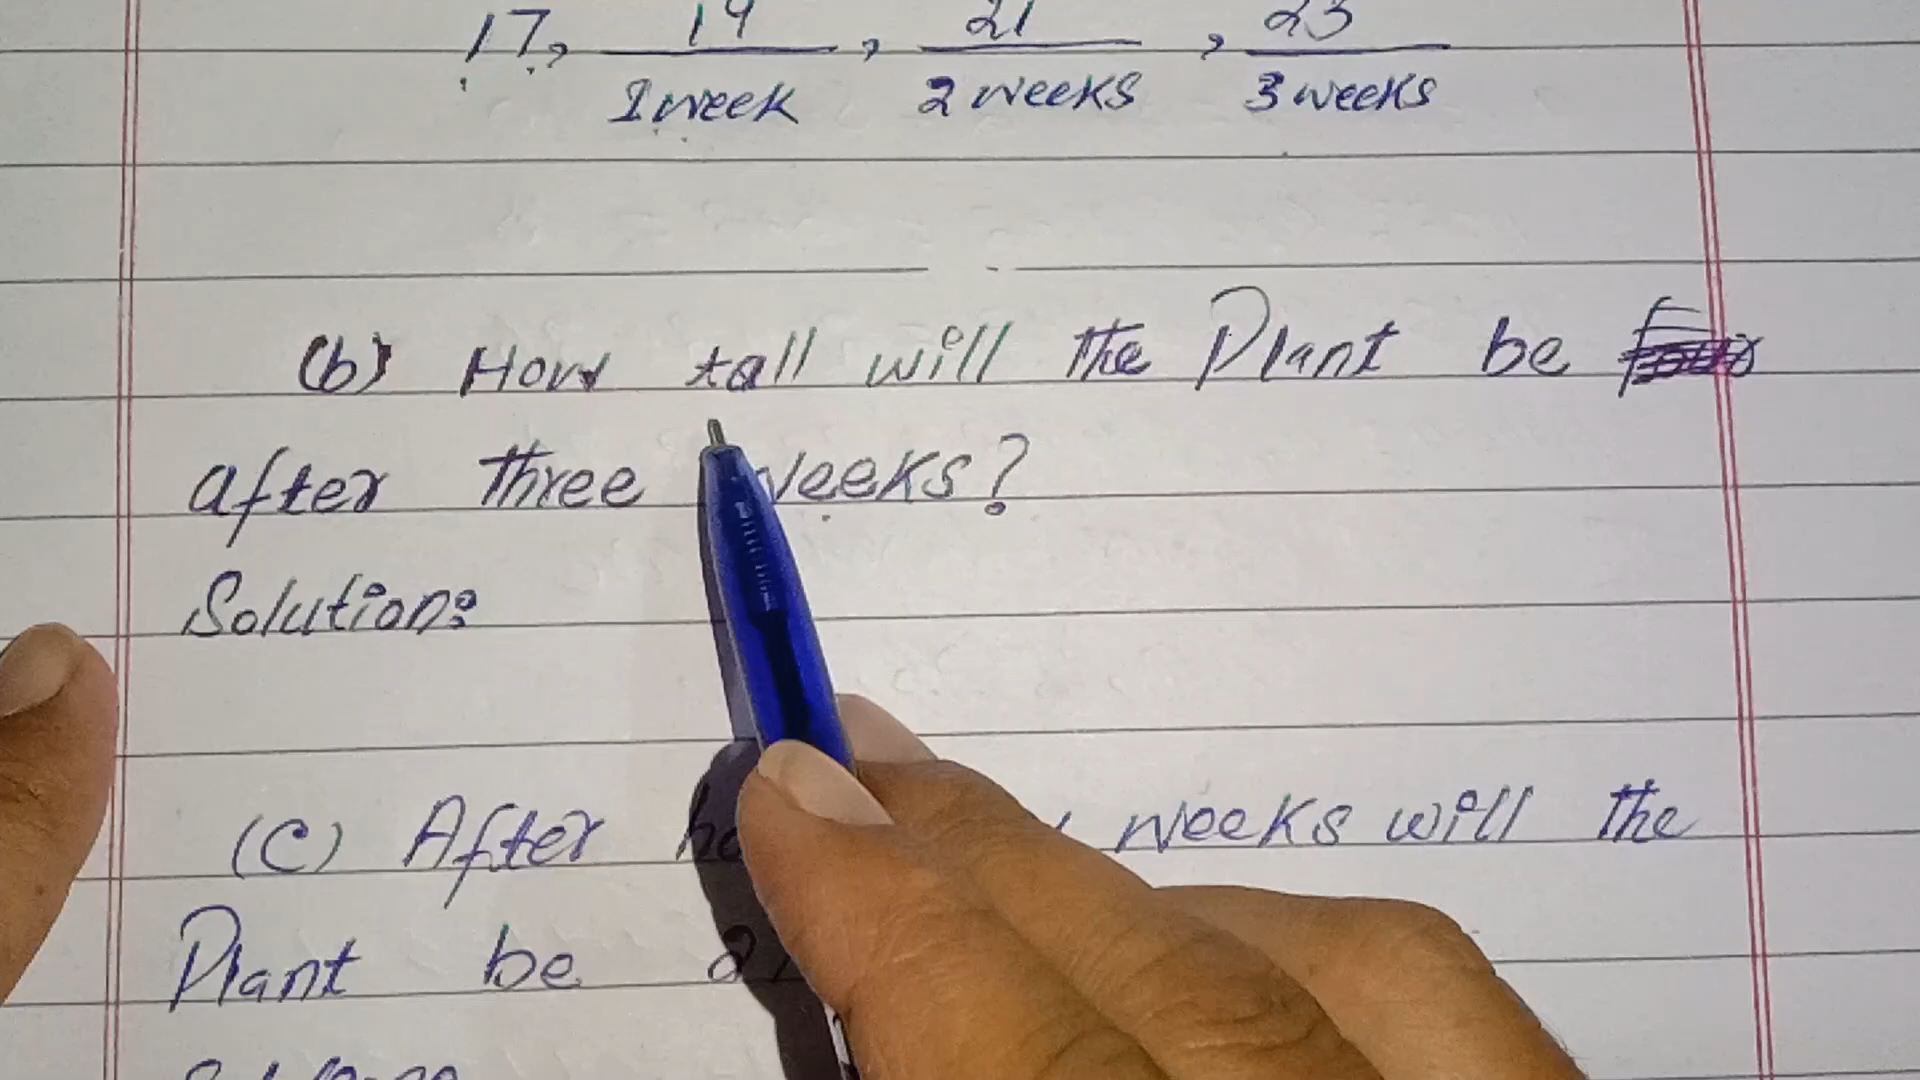 17, 19, 21, 23
1 week 2 weeks 3 weeks
(b) How tall will the Plant be
after three weeks?
Solution:
(c) After weeks will the
Plant be